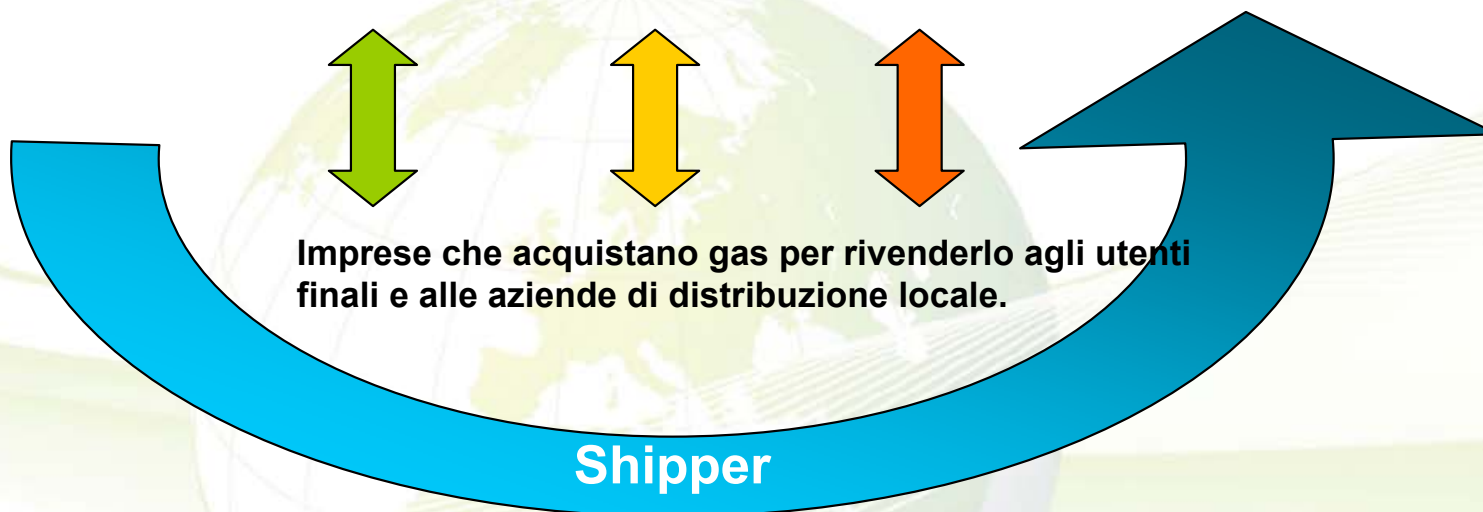 Imprese che acquistano gas per rivenderlo agli utenti
finali e alle aziende di distribuzione locale.
Shipper